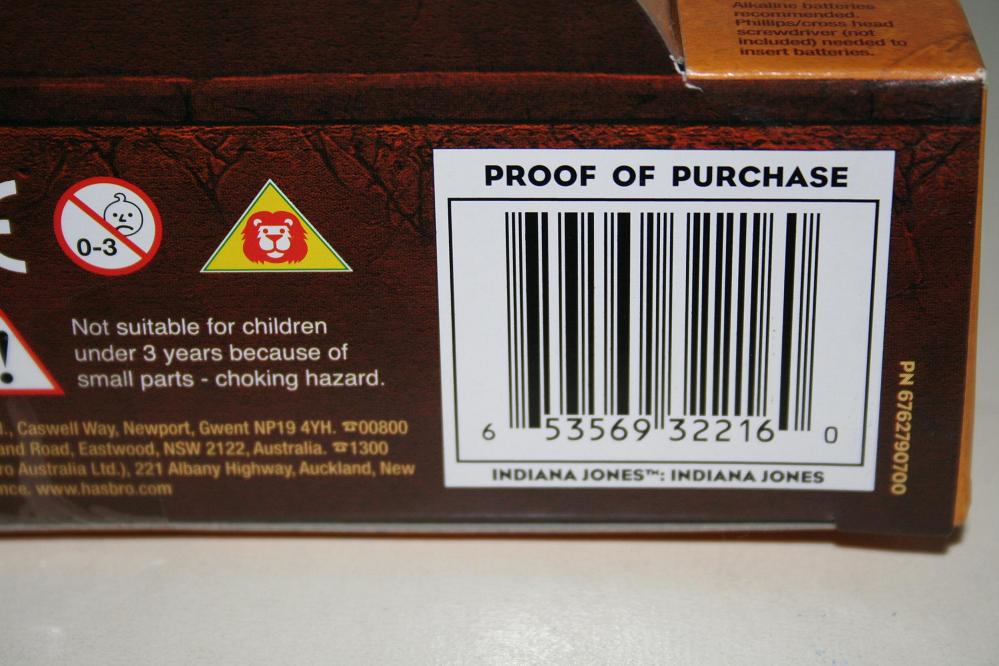 Alkaline batteries
recommended.
Phillips/cross head
screwdriver (not
included) needed to
insert batteries.
PROOF OF PURCHASE
0-3
!
Not suitable for children
under 3 years because of
small parts - choking hazard.
6 53569 32216 0
INDIANA JONES™: INDIANA JONES
PN 6762790700
Caswell Way, Newport, Gwent NP19 4YH. ☎00800
Road, Eastwood, NSW 2122, Australia. ☎1300
Australia Ltd.), 221 Albany Highway, Auckland, New
www.hasbro.com